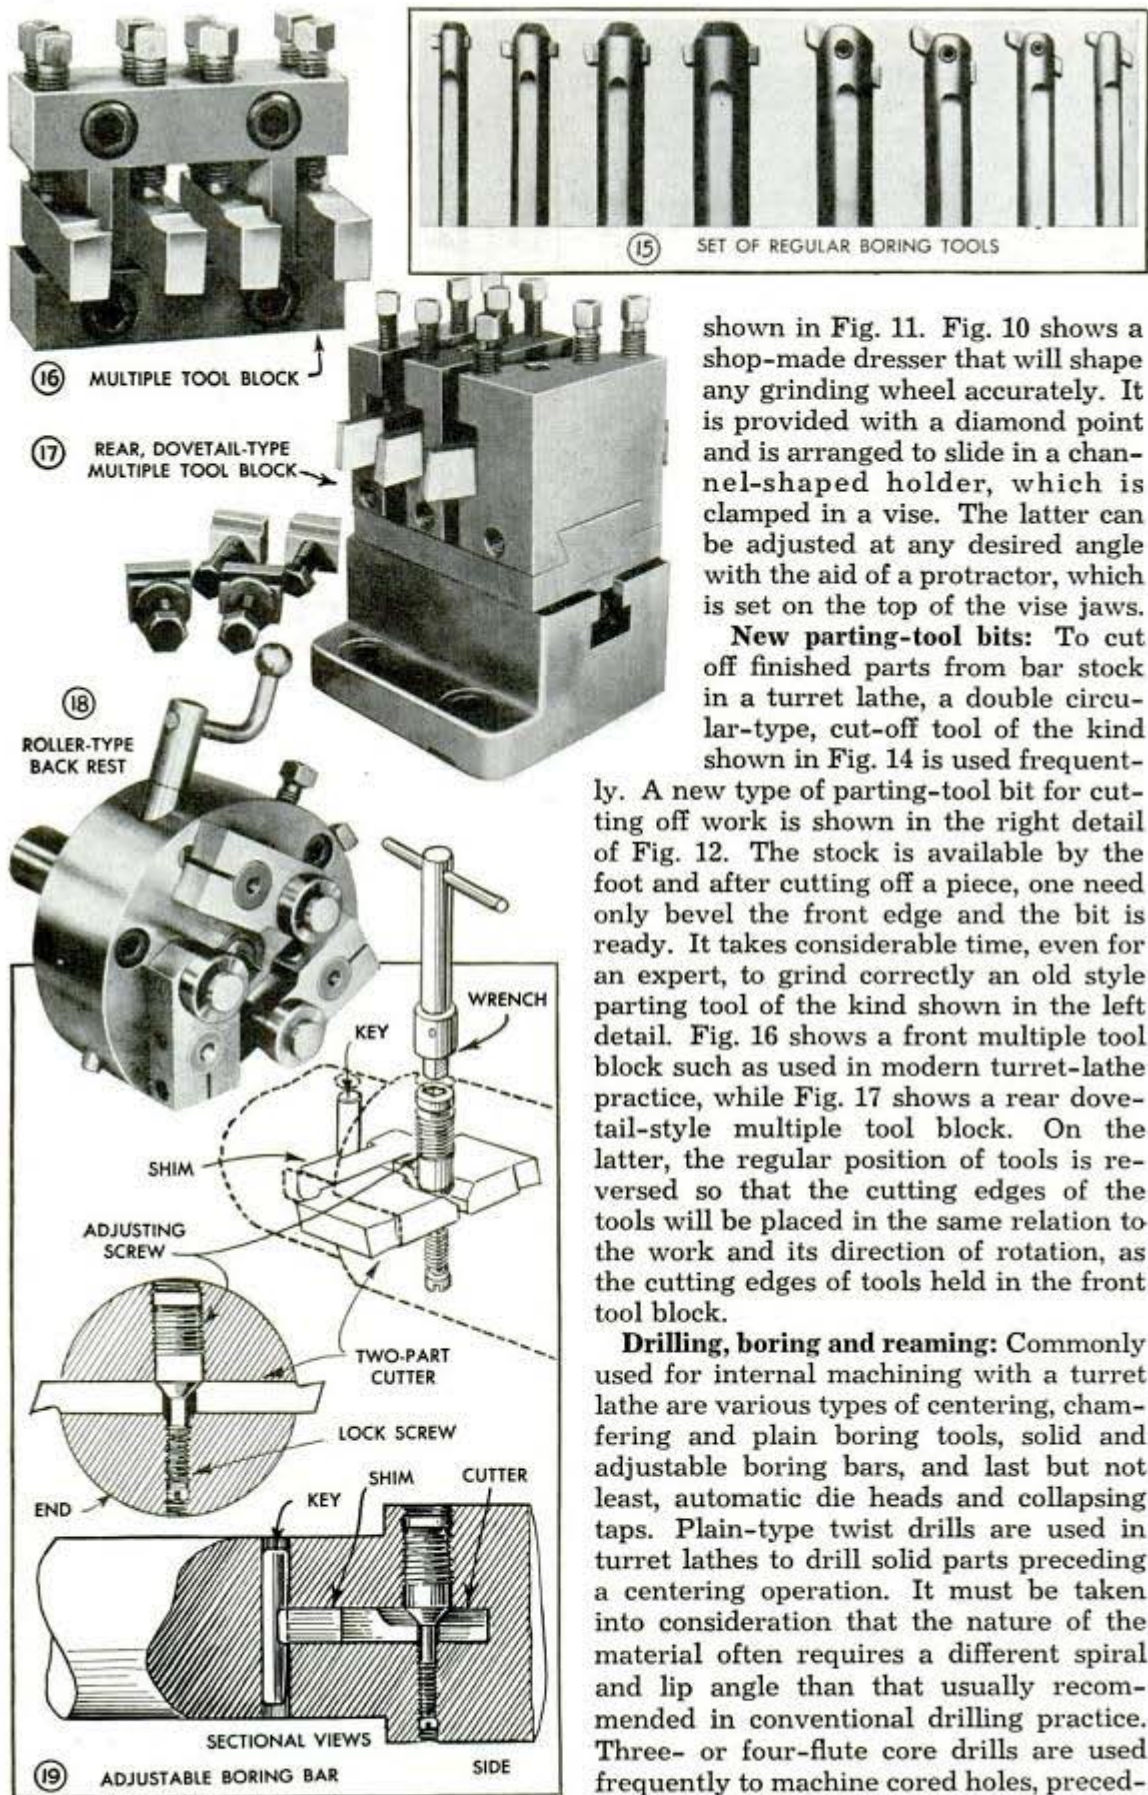 15 SET OF REGULAR BORING TOOLS
16 MULTIPLE TOOL BLOCK
17 REAR, DOVETAIL-TYPE
MULTIPLE TOOL BLOCK
18
ROLLER-TYPE
BACK REST
WRENCH
KEY
SHIM
ADJUSTING
SCREW
TWO-PART
CUTTER
LOCK SCREW
END
KEY
SHIM
CUTTER
SECTIONAL VIEWS
SIDE
19 ADJUSTABLE BORING BAR
shown in Fig. 11. Fig. 10 shows a
shop-made dresser that will shape
any grinding wheel accurately. It
is provided with a diamond point
and is arranged to slide in a chan-
nel-shaped holder, which is
clamped in a vise. The latter can
be adjusted at any desired angle
with the aid of a protractor, which
is set on the top of the vise jaws.
New parting-tool bits: To cut
off finished parts from bar stock
in a turret lathe, a double circu-
lar-type, cut-off tool of the kind
shown in Fig. 14 is used frequent-
ly. A new type of parting-tool bit for cut-
ting off work is shown in the right detail
of Fig. 12. The stock is available by the
foot and after cutting off a piece, one need
only bevel the front edge and the bit is
ready. It takes considerable time, even for
an expert, to grind correctly an old style
parting tool of the kind shown in the left
detail. Fig. 16 shows a front multiple tool
block such as used in modern turret-lathe
practice, while Fig. 17 shows a rear dove-
tail-style multiple tool block. On the
latter, the regular position of tools is re-
versed so that the cutting edges of the
tools will be placed in the same relation to
the work and its direction of rotation, as
the cutting edges of tools held in the front
tool block.
Drilling, boring and reaming: Commonly
used for internal machining with a turret
lathe are various types of centering, cham-
fering and plain boring tools, solid and
adjustable boring bars, and last but not
least, automatic die heads and collapsing
taps. Plain-type twist drills are used in
turret lathes to drill solid parts preceding
a centering operation. It must be taken
into consideration that the nature of the
material often requires a different spiral
and lip angle than that usually recom-
mended in conventional drilling practice.
Three- or four-flute core drills are used
frequently to machine cored holes, preced-